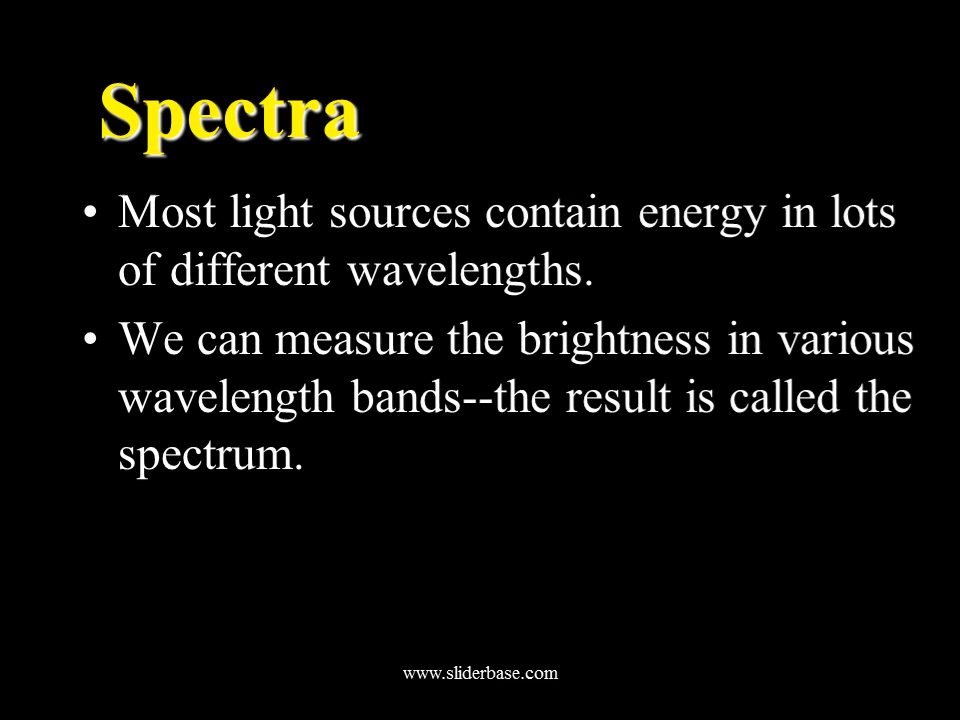 Spectra
• Most light sources contain energy in lots
of different wavelengths.
• We can measure the brightness in various
wavelength bands--the result is called the
spectrum.
www.sliderbase.com